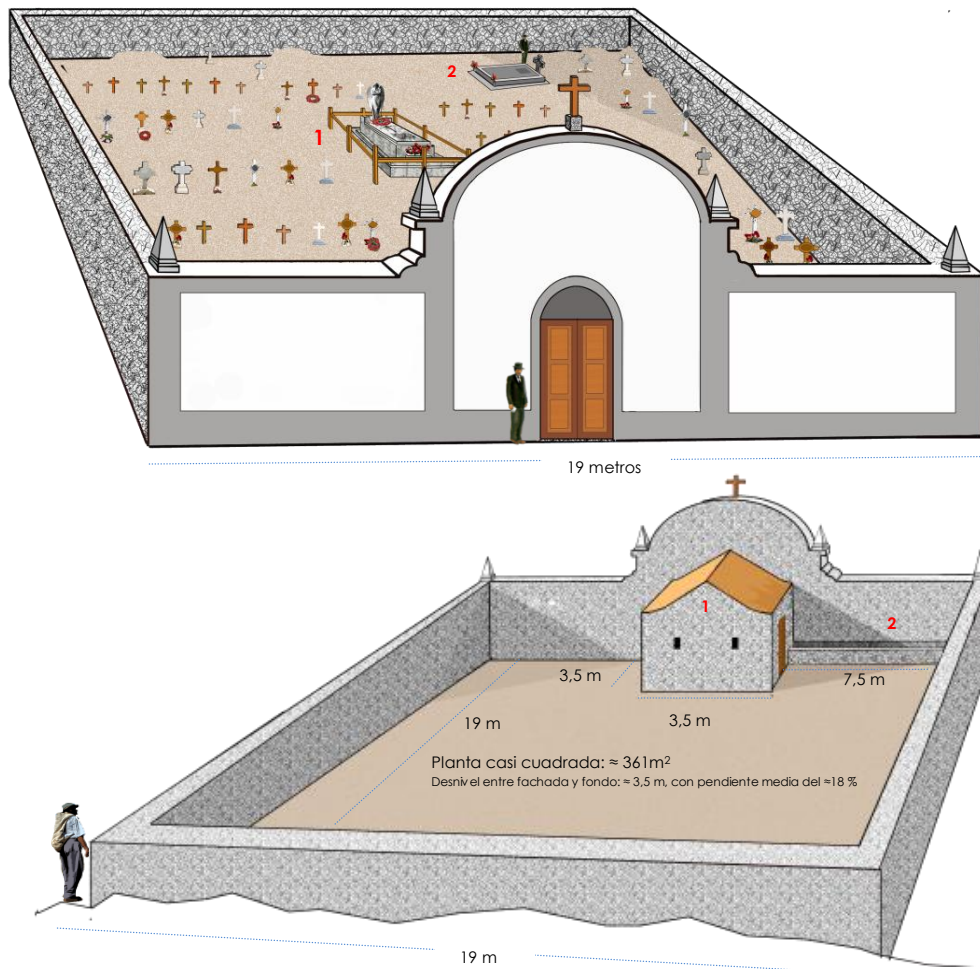 2
1
19 metros
1
2
3,5 m
7,5 m
19 m
3,5 m
Planta casi cuadrada: ≈ 361m²
Desnivel entre fachada y fondo: ≈ 3,5 m, con pendiente media del ≈18 %
19 m